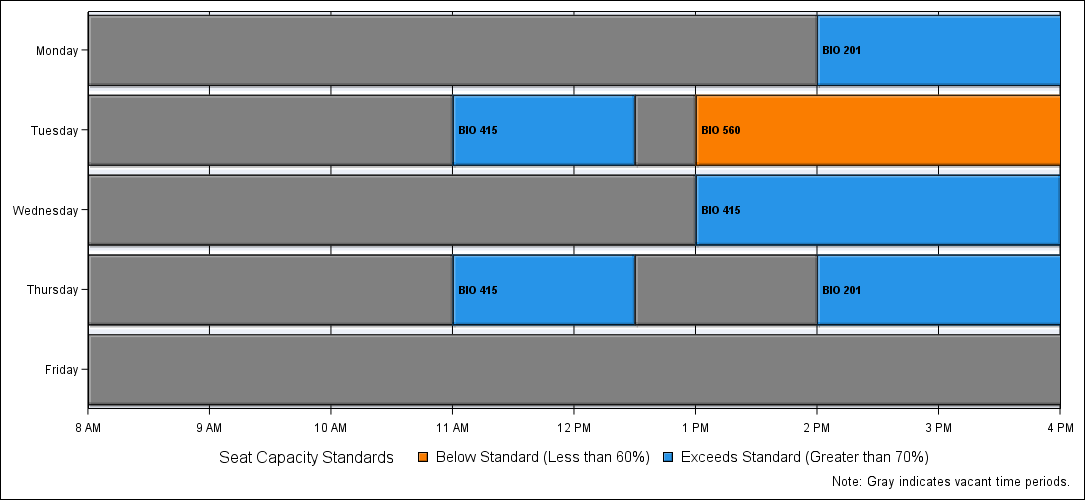 Monday
BIO 201
Tuesday
BIO 415
BIO 560
Wednesday
BIO 415
Thursday
BIO 415
BIO 201
Friday
8 AM 9 AM 10 AM 11 AM 12 PM 1 PM 2 PM 3 PM 4 PM
Seat Capacity Standards Below Standard (Less than 60%) Exceeds Standard (Greater than 70%)
Note: Gray indicates vacant time periods.